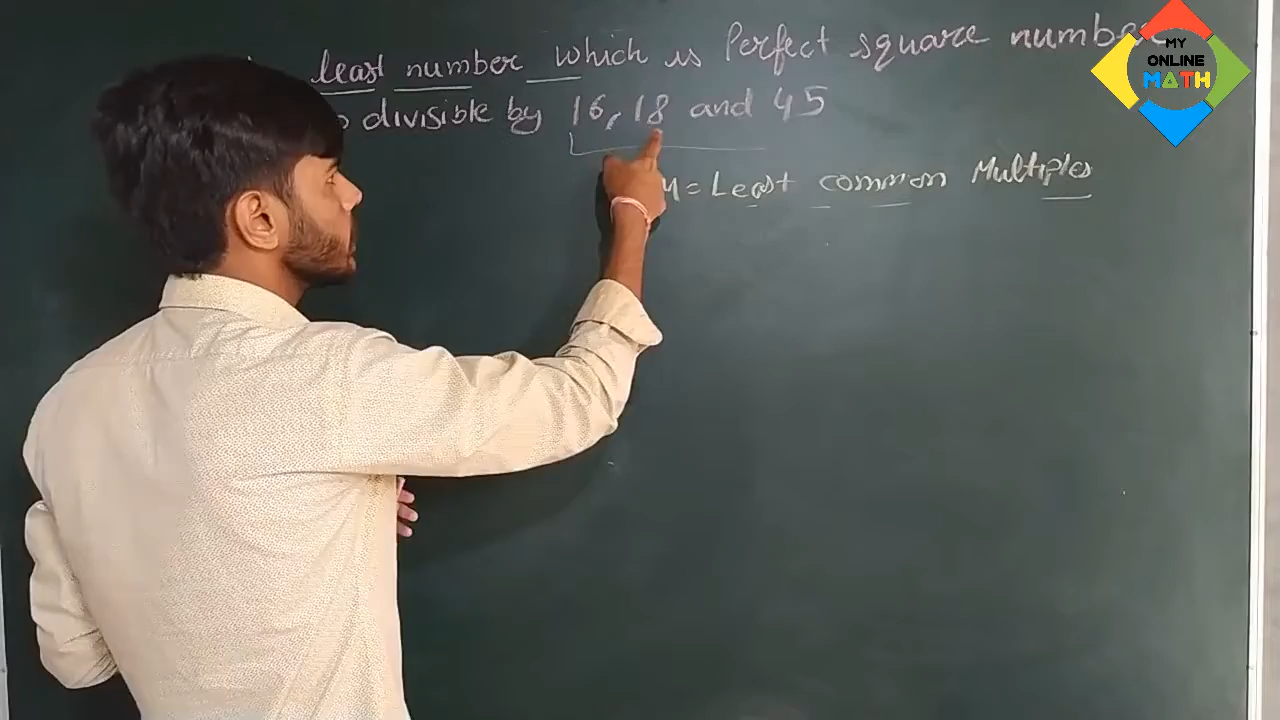 least number which is Perfect square number
divisible by 16, 18 and 45
= Least common Multiples
MY
ONLINE
MATH